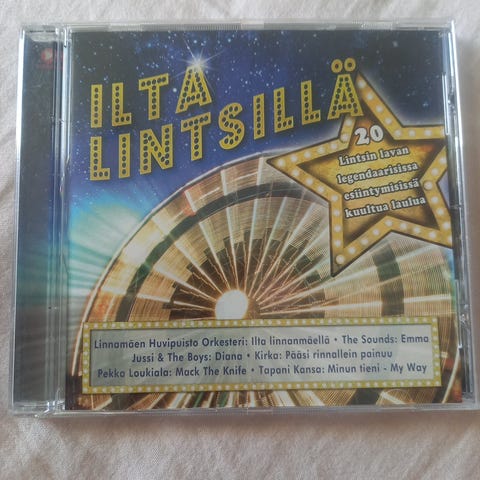 ILTA
LINTSILLÄ
20
Lintsin lavan
legendaarisissa
esiintymisissä
kuultua laulua
Linnamäen Huvipuisto Orkesteri: Ilta linnanmäellä • The Sounds: Emma
Jussi & The Boys: Diana • Kirka: Pääsi rinnallein painuu
Pekka Loukiala: Mack The Knife • Tapani Kansa: Minun tieni - My Way